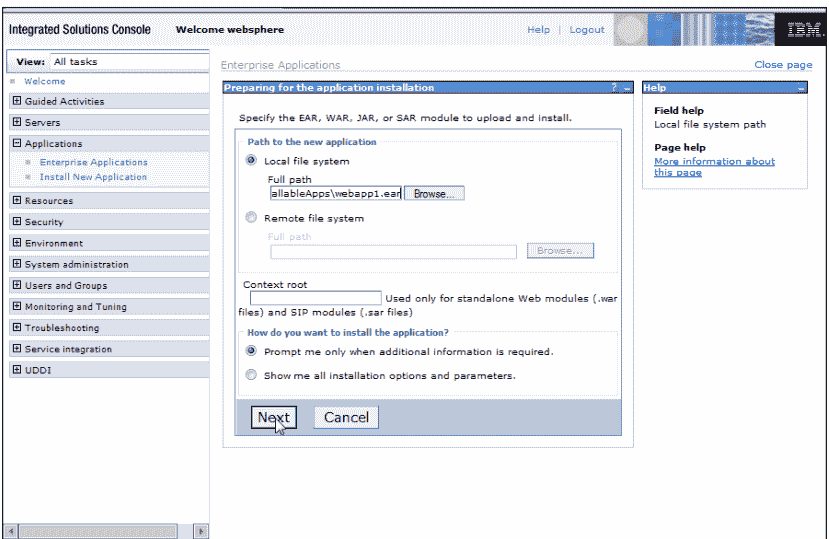 Integrated Solutions Console Welcome websphere Help | Logout IBM.
View: All tasks
Welcome
Guided Activities
Servers
Applications
Enterprise Applications
Install New Application
Resources
Security
Environment
System administration
Users and Groups
Monitoring and Tuning
Troubleshooting
Service integration
UDDI
Enterprise Applications Close page
Preparing for the application installation ? –
Specify the EAR, WAR, JAR, or SAR module to upload and install.
Path to the new application
Local file system
Full path
allableApps\webapp1.ear Browse...
Remote file system
Full path
Browse...
Context root
Used only for standalone Web modules (.war
files) and SIP modules (.sar files)
How do you want to install the application?
Prompt me only when additional information is required.
Show me all installation options and parameters.
Next Cancel
Help –
Field help
Local file system path
Page help
More information about
this page